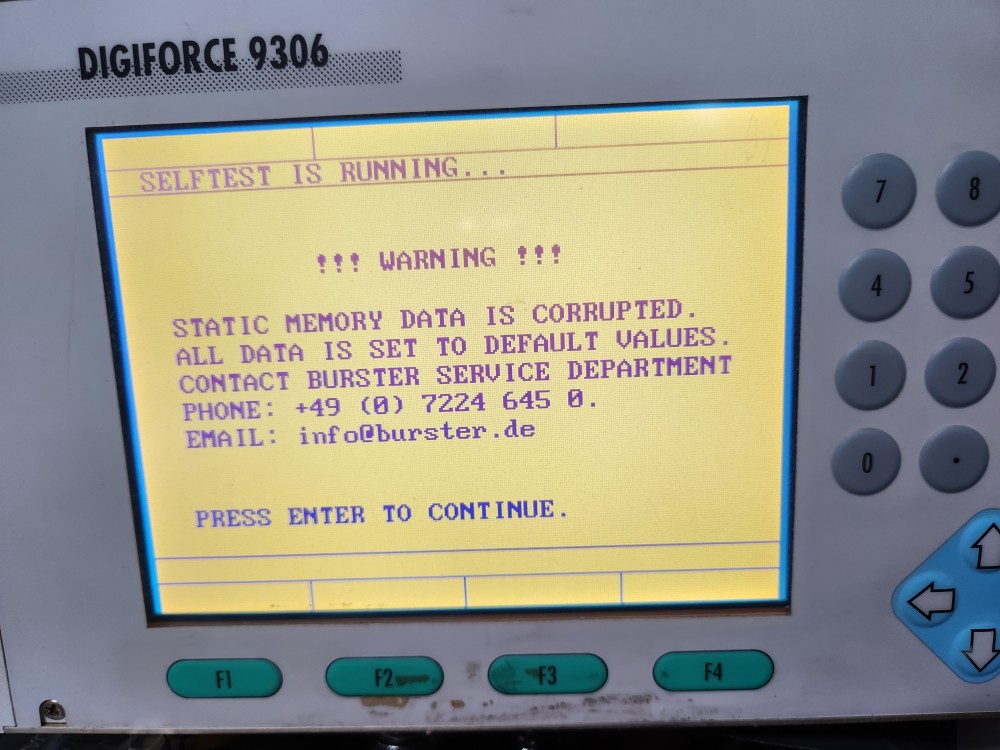 DIGIFORCE 9306
SELFTEST IS RUNNING...
!!! WARNING !!!
STATIC MEMORY DATA IS CORRUPTED.
ALL DATA IS SET TO DEFAULT VALUES.
CONTACT BURSTER SERVICE DEPARTMENT
PHONE: +49 (0) 7224 645 0.
EMAIL: info@burster.de
PRESS ENTER TO CONTINUE.
7 8
4 5
1 2
0 .
F1 F2 F3 F4